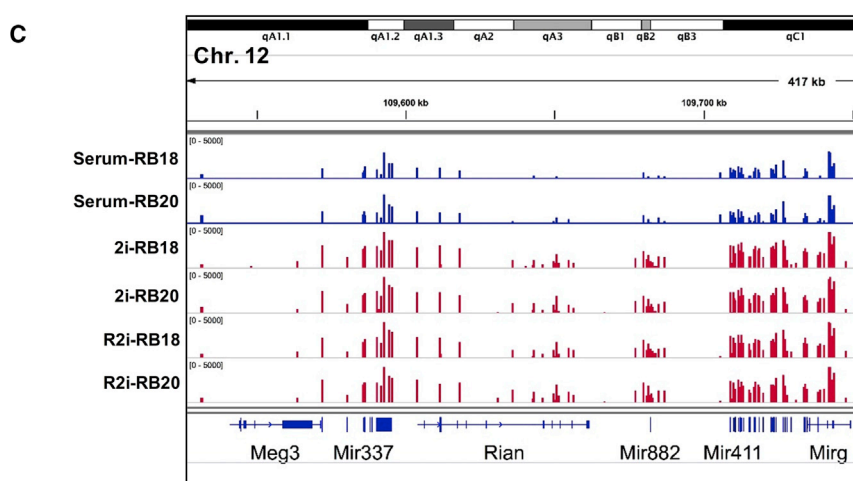 C
qA1.1 qA1.2 qA1.3 qA2 qA3 qB1 qB2 qB3 qC1
Chr. 12
417 kb
109,600 kb 109,700 kb
[0 - 5000]
Serum-RB18
[0 - 5000]
Serum-RB20
[0 - 5000]
2i-RB18
[0 - 5000]
2i-RB20
[0 - 5000]
R2i-RB18
[0 - 5000]
R2i-RB20
Meg3 Mir337 Rian Mir882 Mir411 Mirg